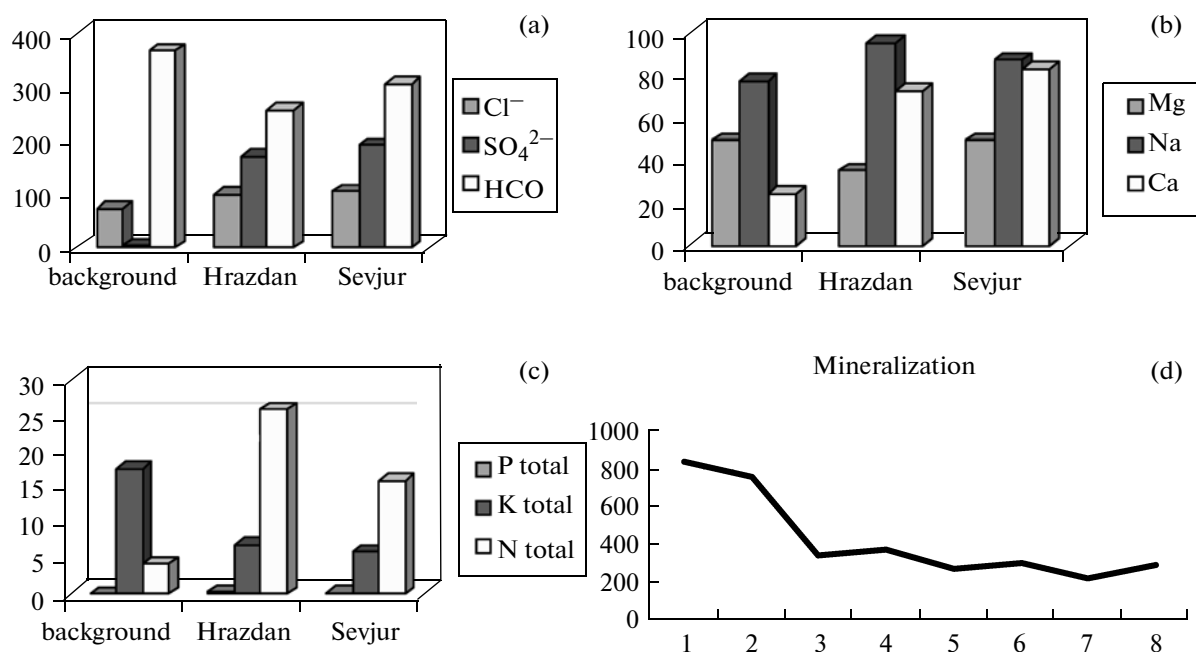 (a)
400
300
200
100
0
background Hrazdan Sevjur
Cl⁻
SO₄²⁻
HCO
(b)
100
80
60
40
20
0
background Hrazdan Sevjur
Mg
Na
Ca
(c)
30
25
20
15
10
5
0
background Hrazdan Sevjur
P total
K total
N total
Mineralization (d)
1000
800
600
400
200
0
1 2 3 4 5 6 7 8